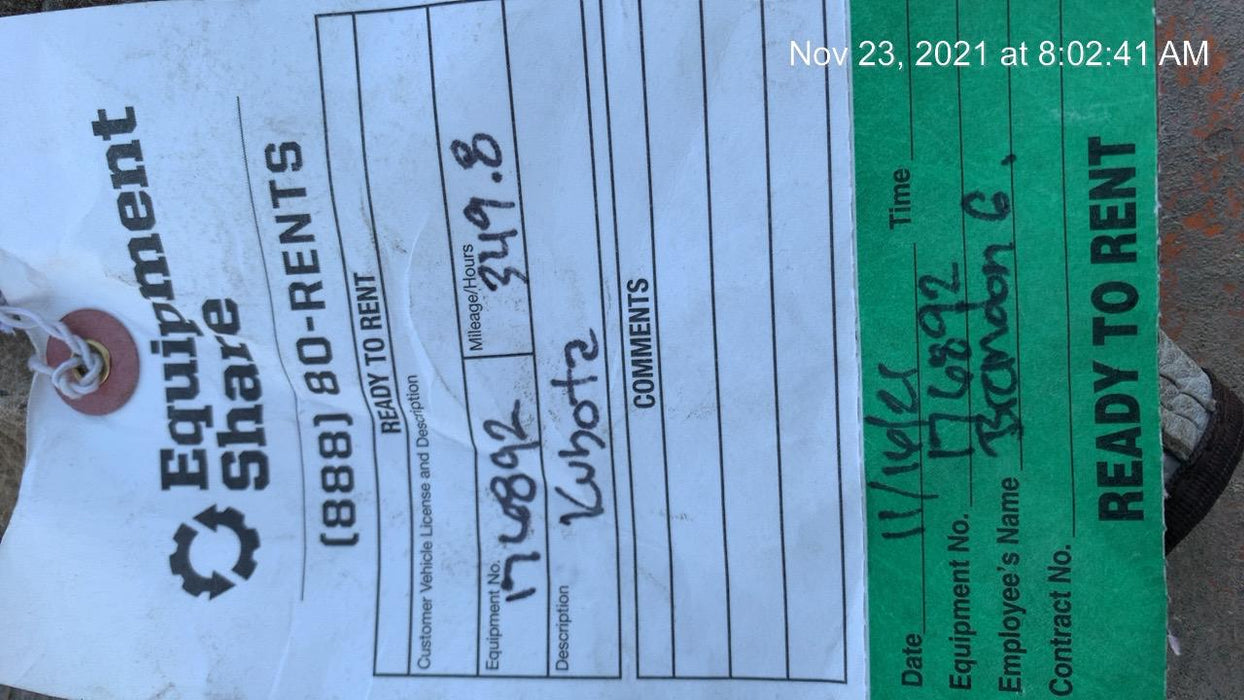 Nov 23, 2021 at 8:02:41 AM
Equipment
Share
(888) 80-RENTS
READY TO RENT
Customer Vehicle License and Description
Equipment No. 176892 Mileage/Hours 349.8
Description Kubota
COMMENTS
Date 11/16/21 Time
Equipment No. 176892
Employee's Name Brandon G.
Contract No.
READY TO RENT